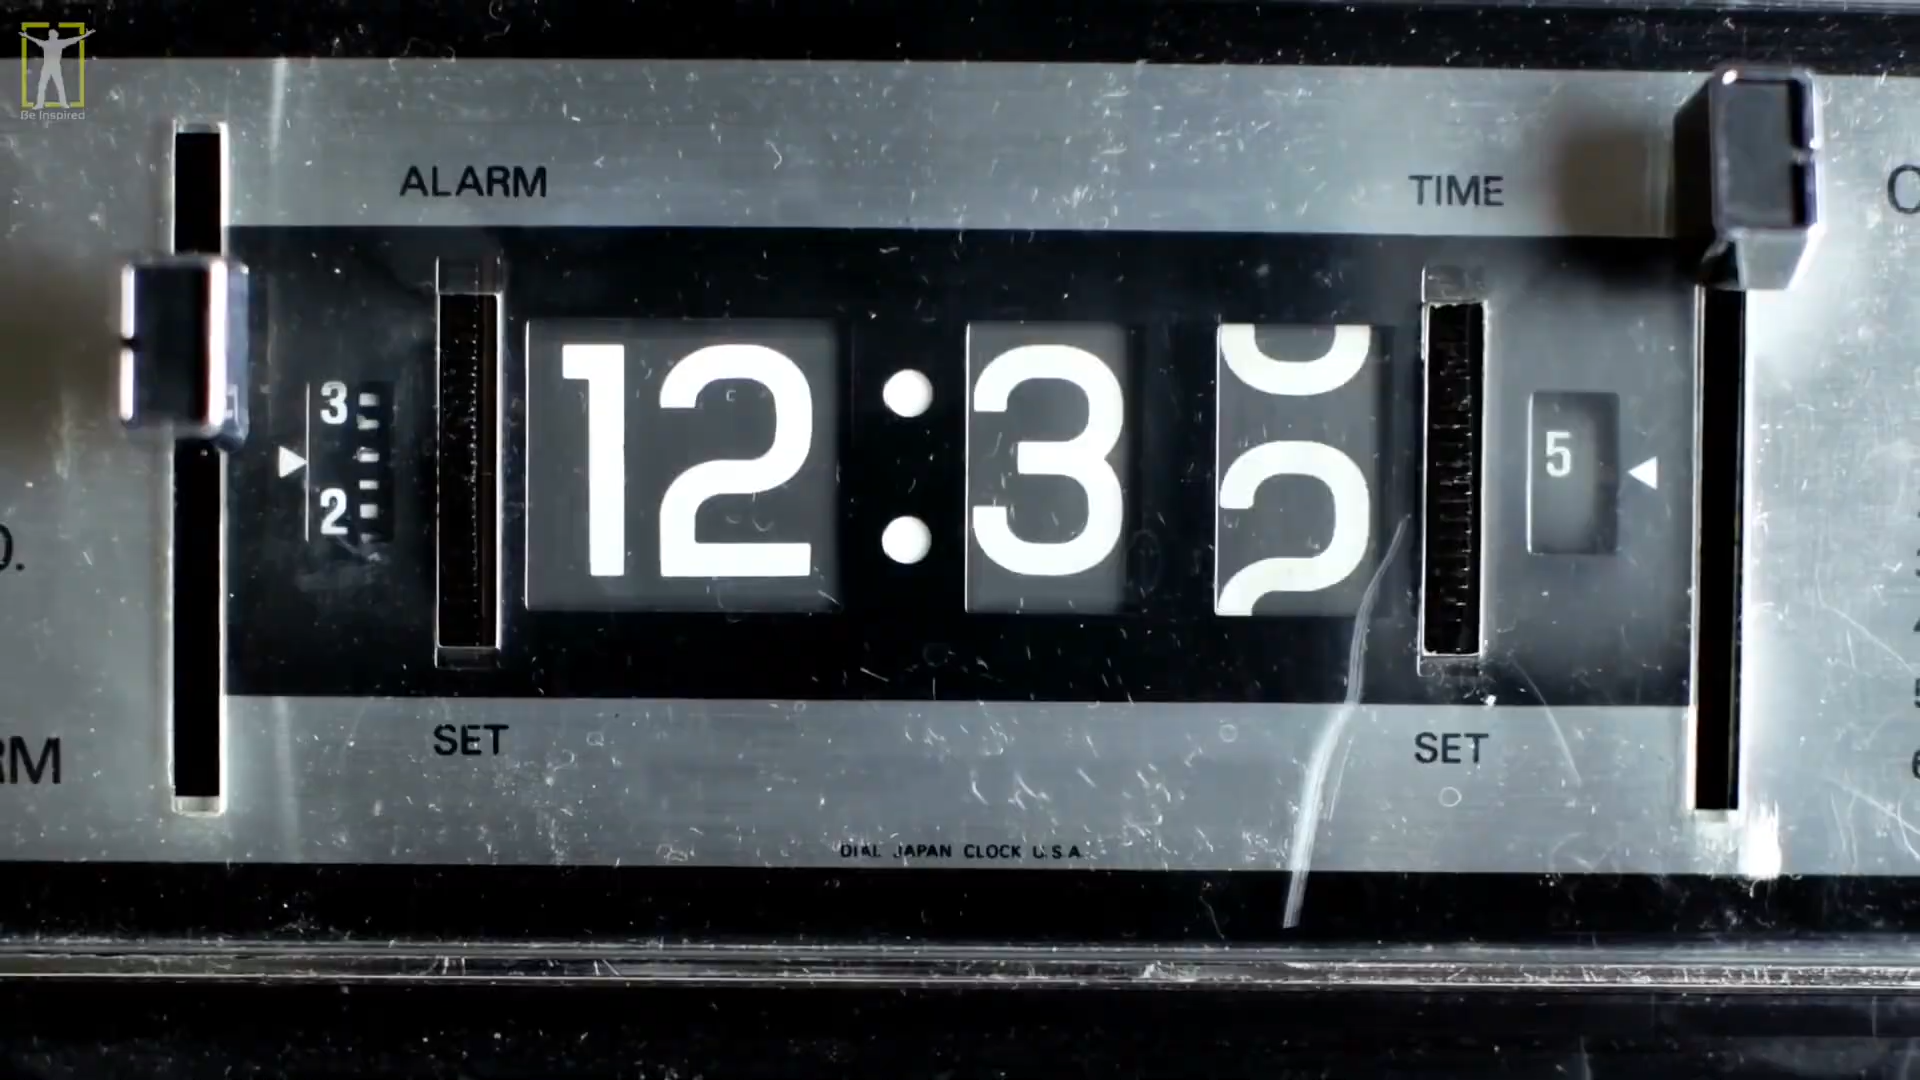 Be Inspired
ALARM
TIME
3
2
12:3
5
SET
SET
RM
DIAL JAPAN CLOCK U.S.A